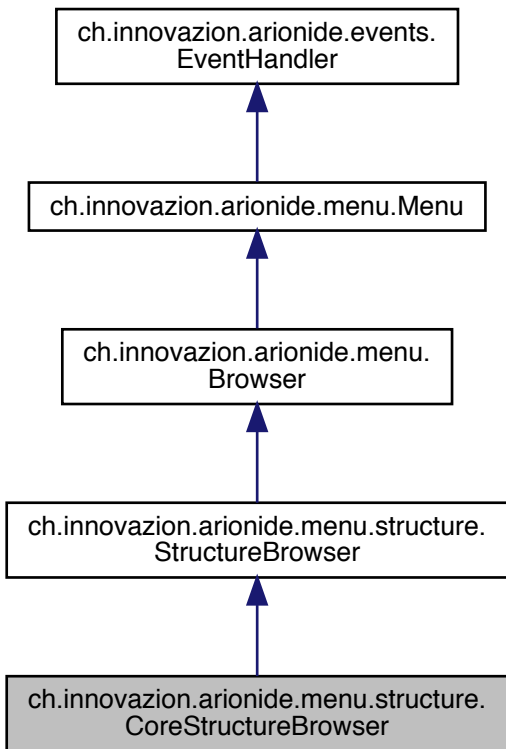 ch.innovazion.arionide.events.
EventHandler
ch.innovazion.arionide.menu.Menu
ch.innovazion.arionide.menu.
Browser
ch.innovazion.arionide.menu.structure.
StructureBrowser
ch.innovazion.arionide.menu.structure.
CoreStructureBrowser